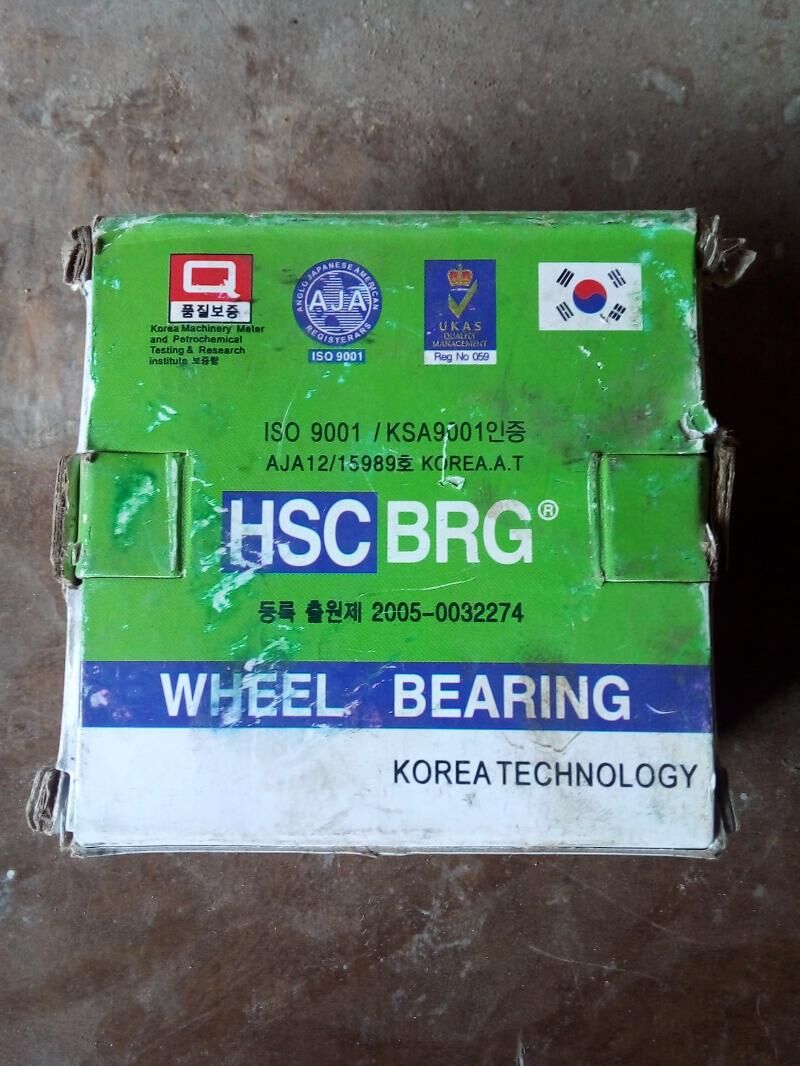 Q
품질보증
Korea Machinery Meter
and Petrochemical
Testing & Research
institute 보증량
ANGLO JAPANESE AMERICAN
AJA
REGISTERARS
ISO 9001
UKAS
QUALITY
MANAGEMENT
Reg No 059
ISO 9001 / KSA9001인증
AJA12/15989호 KOREA.A.T
HSC BRG®
등록 출원제 2005-0032274
WHEEL BEARING
KOREA TECHNOLOGY